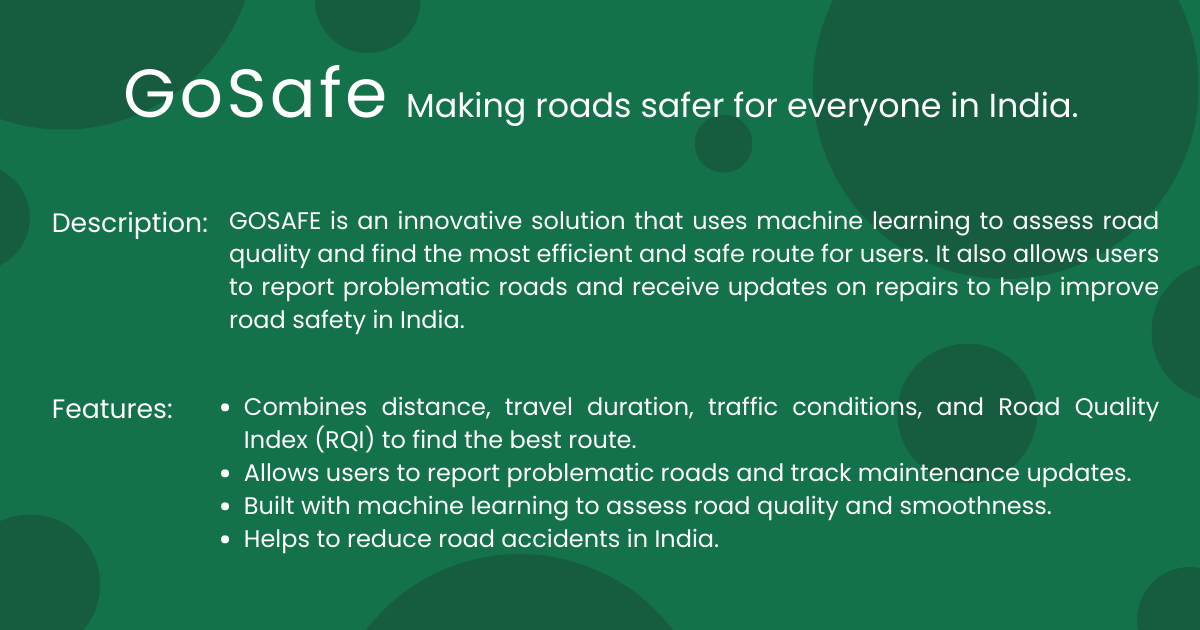 GoSafe Making roads safer for everyone in India.
Description: GOSAFE is an innovative solution that uses machine learning to assess road
quality and find the most efficient and safe route for users. It also allows users
to report problematic roads and receive updates on repairs to help improve
road safety in India.
Features: • Combines distance, travel duration, traffic conditions, and Road Quality
Index (RQI) to find the best route.
• Allows users to report problematic roads and track maintenance updates.
• Built with machine learning to assess road quality and smoothness.
• Helps to reduce road accidents in India.